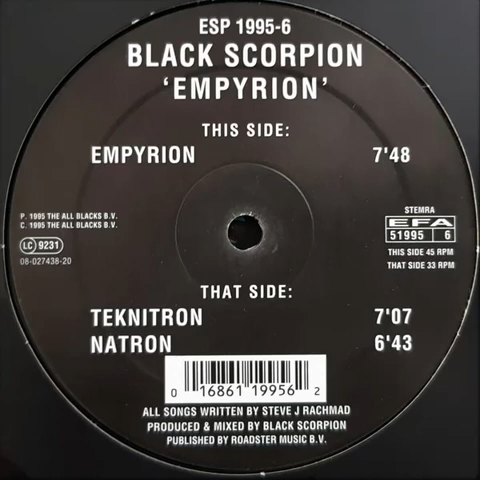 ESP 1995-6
BLACK SCORPION
'EMPYRION'
THIS SIDE:
EMPYRION 7'48
P. 1995 THE ALL BLACKS B.V.
C. 1995 THE ALL BLACKS B.V.
LC 9231
08-027438-20
STEMRA
EFA
51995 6
THIS SIDE 45 RPM
THAT SIDE 33 RPM
THAT SIDE:
TEKNITRON 7'07
NATRON 6'43
0 16861 19956 2
ALL SONGS WRITTEN BY STEVE J RACHMAD
PRODUCED & MIXED BY BLACK SCORPION
PUBLISHED BY ROADSTER MUSIC B.V.